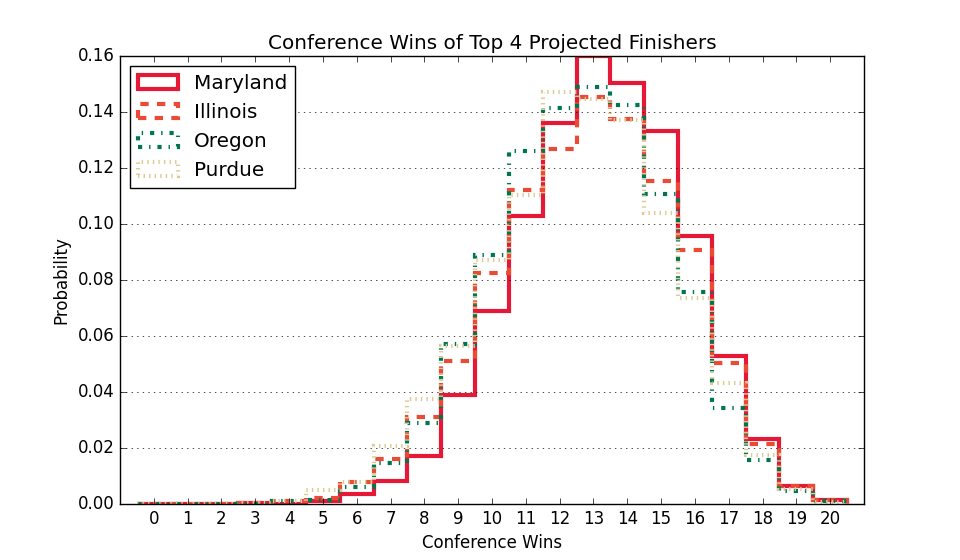 Conference Wins of Top 4 Projected Finishers
0.16
0.14
0.12
0.10
0.08
0.06
0.04
0.02
0.00
Probability
Maryland
Illinois
Oregon
Purdue
0 1 2 3 4 5 6 7 8 9 10 11 12 13 14 15 16 17 18 19 20
Conference Wins